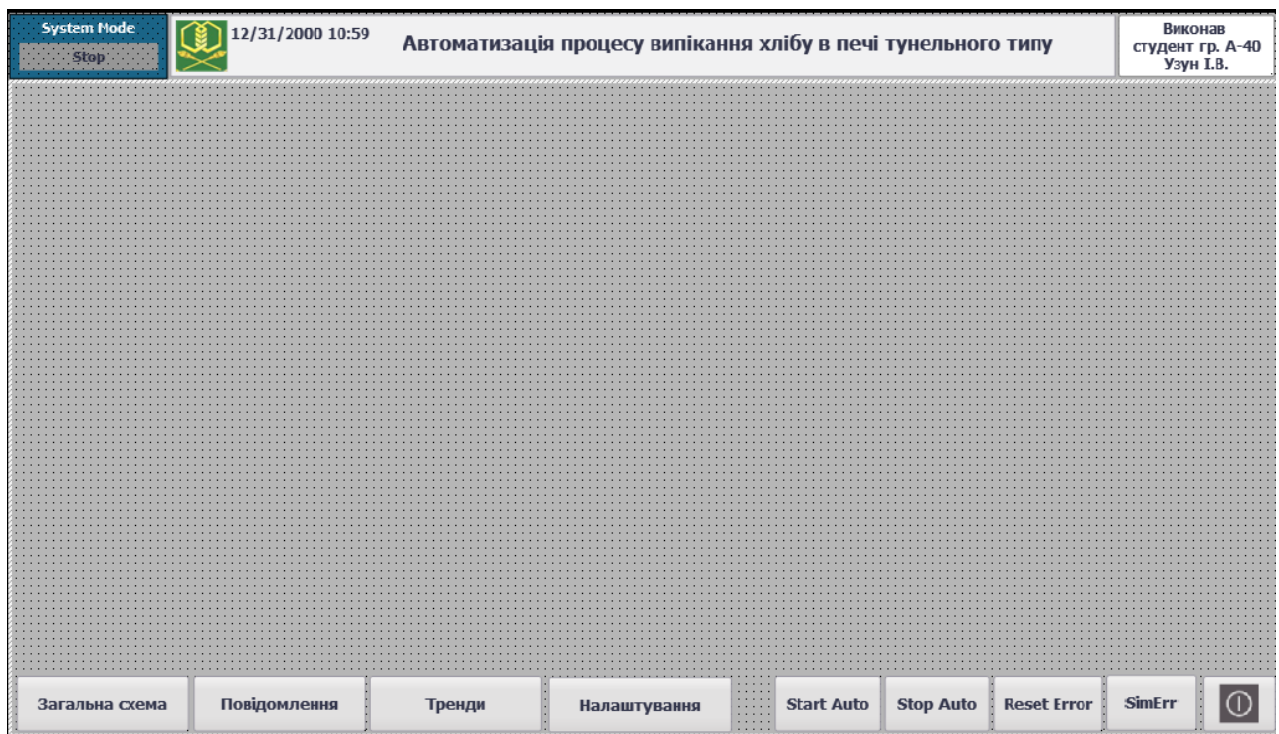 System Mode
Stop
12/31/2000 10:59
Автоматизація процесу випікання хлібу в печі тунельного типу
Виконав
студент гр. А-40
Узун І.В.
Загальна схема
Повідомлення
Тренди
Налаштування
Start Auto
Stop Auto
Reset Error
SimErr